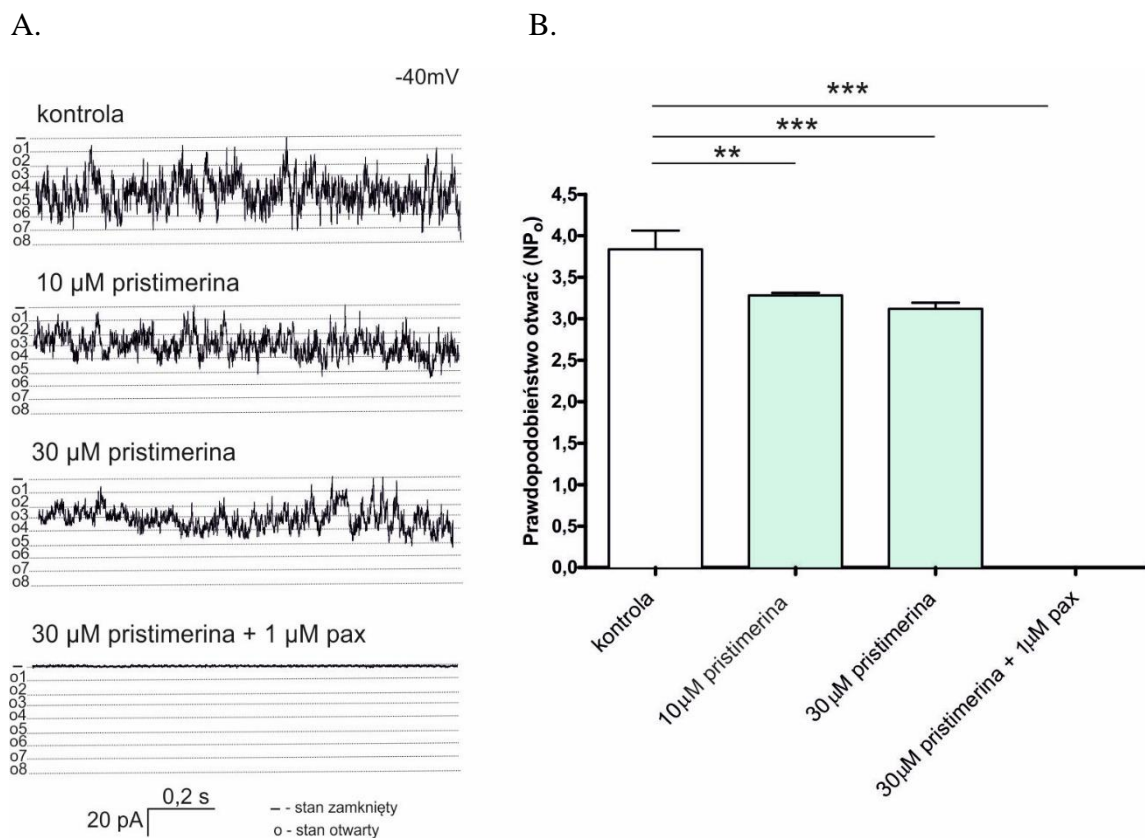 A.
-40mV
kontrola
–
o1
o2
o3
o4
o5
o6
o7
o8
10 µM pristimerina
–
o1
o2
o3
o4
o5
o6
o7
o8
30 µM pristimerina
–
o1
o2
o3
o4
o5
o6
o7
o8
30 µM pristimerina + 1 µM pax
–
o1
o2
o3
o4
o5
o6
o7
o8
0,2 s
20 pA
– - stan zamknięty
o - stan otwarty
B.
***
***
**
Prawdopodobieństwo otwarć (NPₒ)
4,5
4,0
3,5
3,0
2,5
2,0
1,5
1,0
0,5
0,0
kontrola
10µM pristimerina
30µM pristimerina
30µM pristimerina + 1µM pax